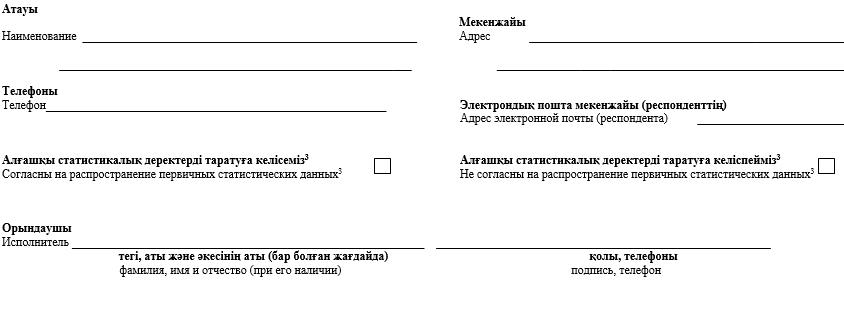 Атауы
Наименование
Мекенжайы
Адрес
Телефоны
Телефон
Электрондық пошта мекенжайы (респонденттің)
Адрес электронной почты (респондента)
Алғашқы статистикалық деректерді таратуға келісеміз³
Согласны на распространение первичных статистических данных³
Алғашқы статистикалық деректерді таратуға келіспейміз³
Не согласны на распространение первичных статистических данных³
Орындаушы
Исполнитель
тегі, аты және әкесінің аты (бар болған жағдайда)
фамилия, имя и отчество (при его наличии)
қолы, телефоны
подпись, телефон